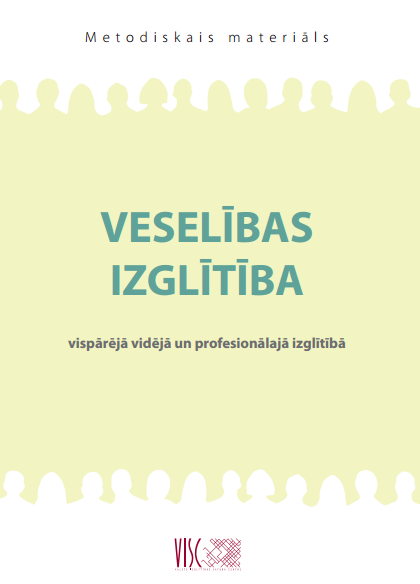 Metodiskais materiāls
VESELĪBAS
IZGLĪTĪBA
vispārējā vidējā un profesionālajā izglītībā
VISC